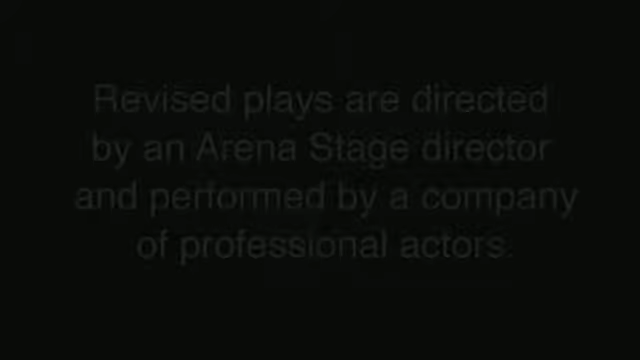 Revised plays are directed
by an Arena Stage director
and performed by a company
of professional actors.